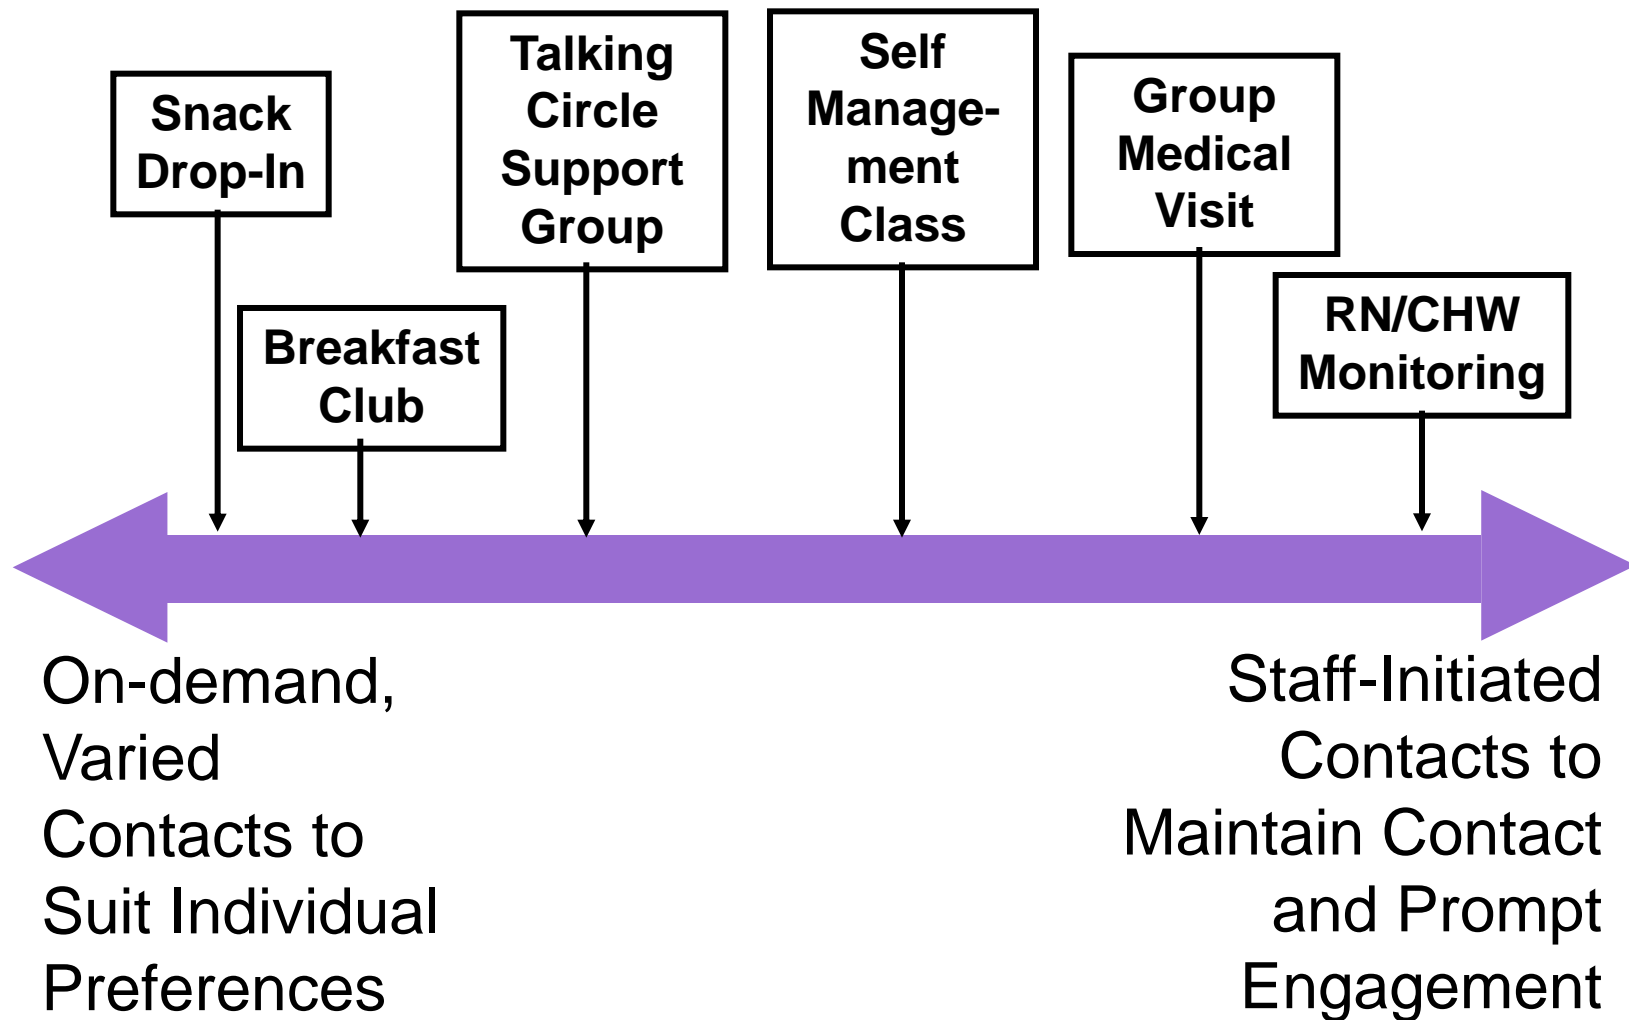 Snack
Drop-In
Breakfast
Club
Talking
Circle
Support
Group
Self
Manage-
ment
Class
Group
Medical
Visit
RN/CHW
Monitoring
On-demand,
Varied
Contacts to
Suit Individual
Preferences
Staff-Initiated
Contacts to
Maintain Contact
and Prompt
Engagement